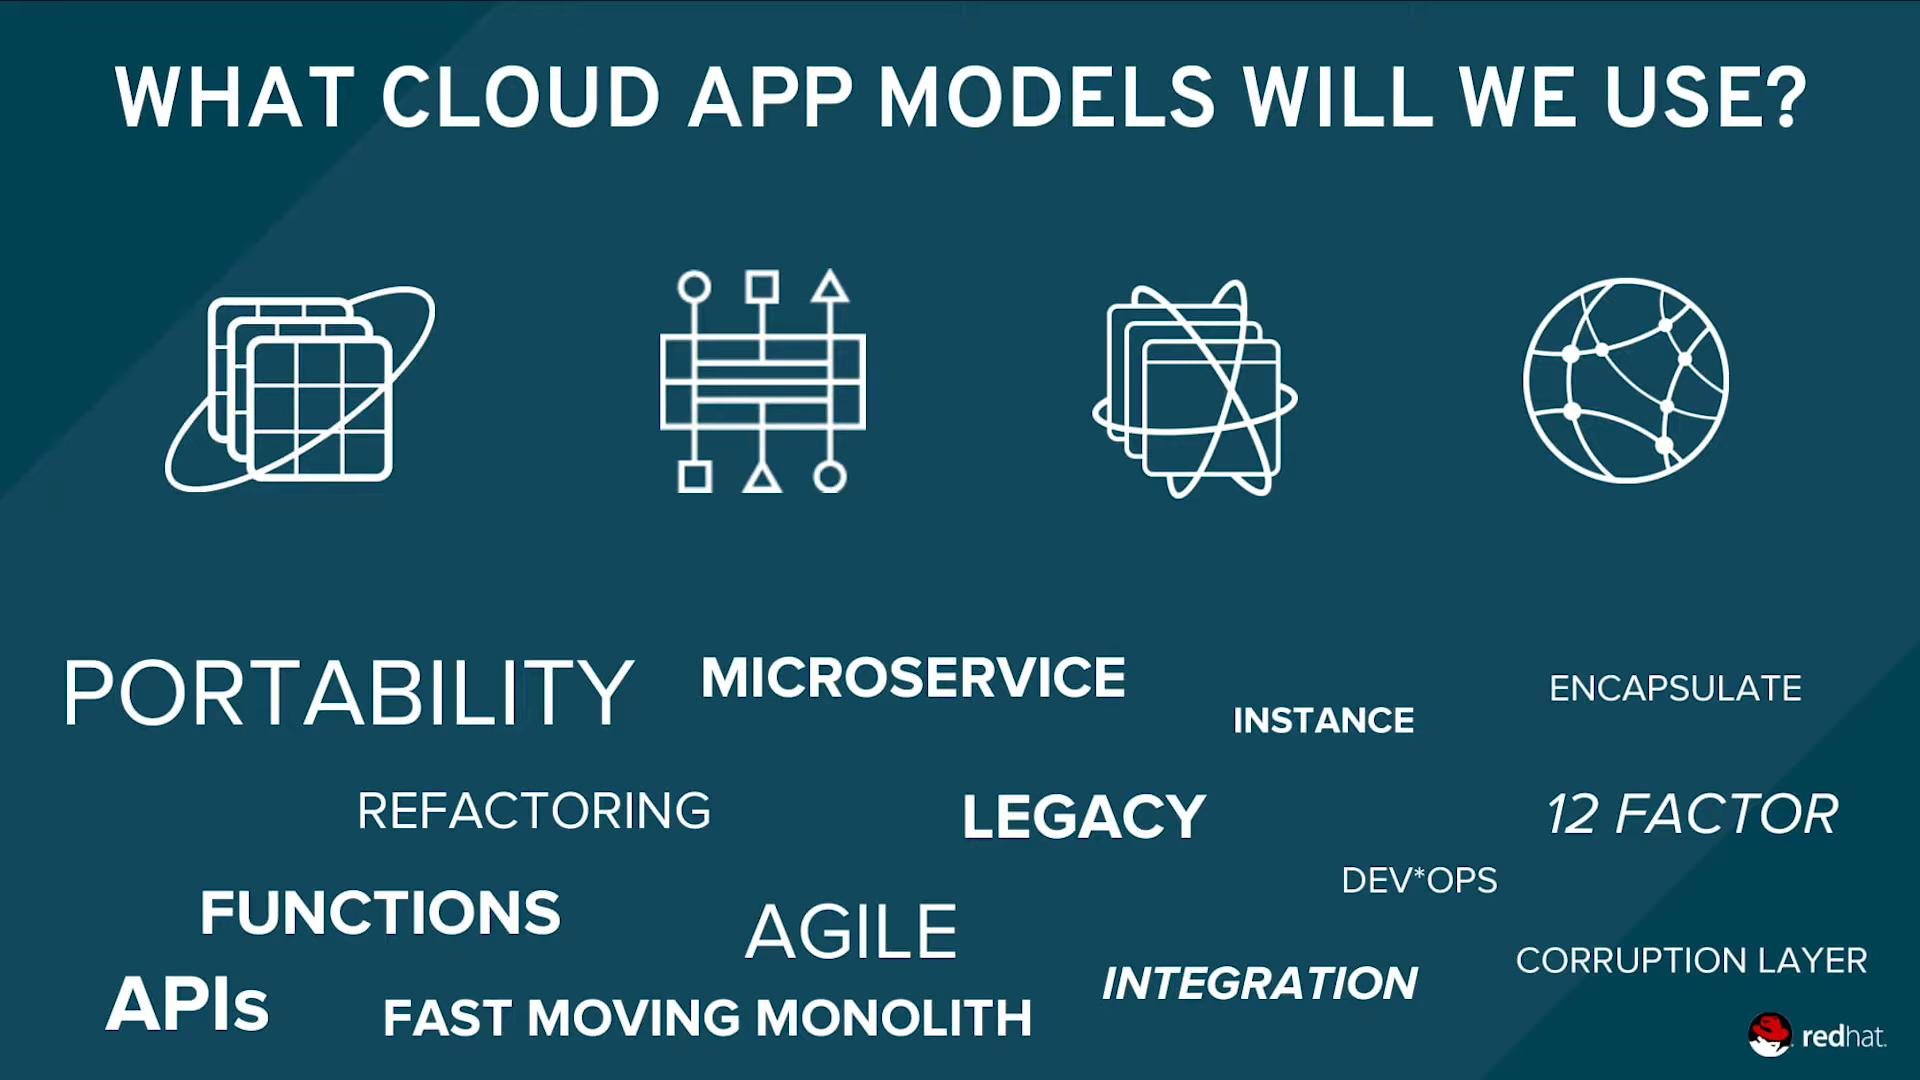 WHAT CLOUD APP MODELS WILL WE USE?
PORTABILITY
MICROSERVICE
INSTANCE
ENCAPSULATE
REFACTORING
LEGACY
12 FACTOR
DEV*OPS
FUNCTIONS
AGILE
CORRUPTION LAYER
INTEGRATION
APIs
FAST MOVING MONOLITH
redhat.